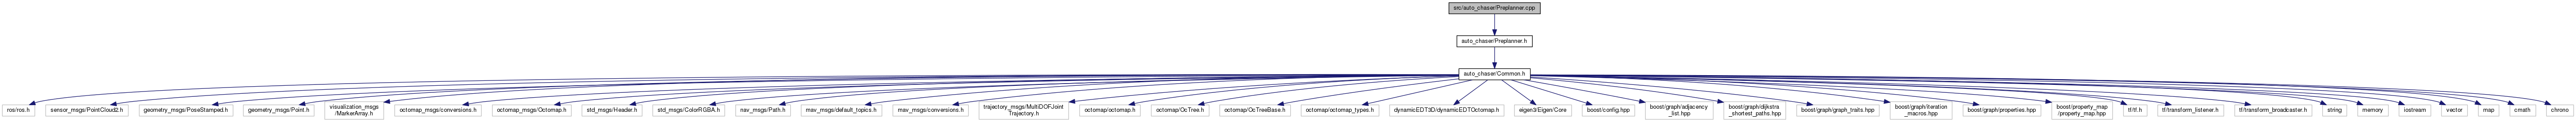 src/auto_chaser/Preplanner.cpp
auto_chaser/Preplanner.h
auto_chaser/Common.h
ros/ros.h
sensor_msgs/PointCloud2.h
geometry_msgs/PoseStamped.h
geometry_msgs/Point.h
visualization_msgs
/MarkerArray.h
octomap_msgs/conversions.h
octomap_msgs/Octomap.h
std_msgs/Header.h
std_msgs/ColorRGBA.h
nav_msgs/Path.h
mav_msgs/default_topics.h
mav_msgs/conversions.h
trajectory_msgs/MultiDOFJoint
Trajectory.h
octomap/octomap.h
octomap/OcTree.h
octomap/OcTreeBase.h
octomap/octomap_types.h
dynamicEDT3D/dynamicEDTOctomap.h
eigen3/Eigen/Core
boost/config.hpp
boost/graph/adjacency
_list.hpp
boost/graph/dijkstra
_shortest_paths.hpp
boost/graph/graph_traits.hpp
boost/graph/iteration
_macros.hpp
boost/graph/properties.hpp
boost/property_map
/property_map.hpp
tf/tf.h
tf/transform_listener.h
tf/transform_broadcaster.h
string
memory
iostream
vector
map
cmath
chrono